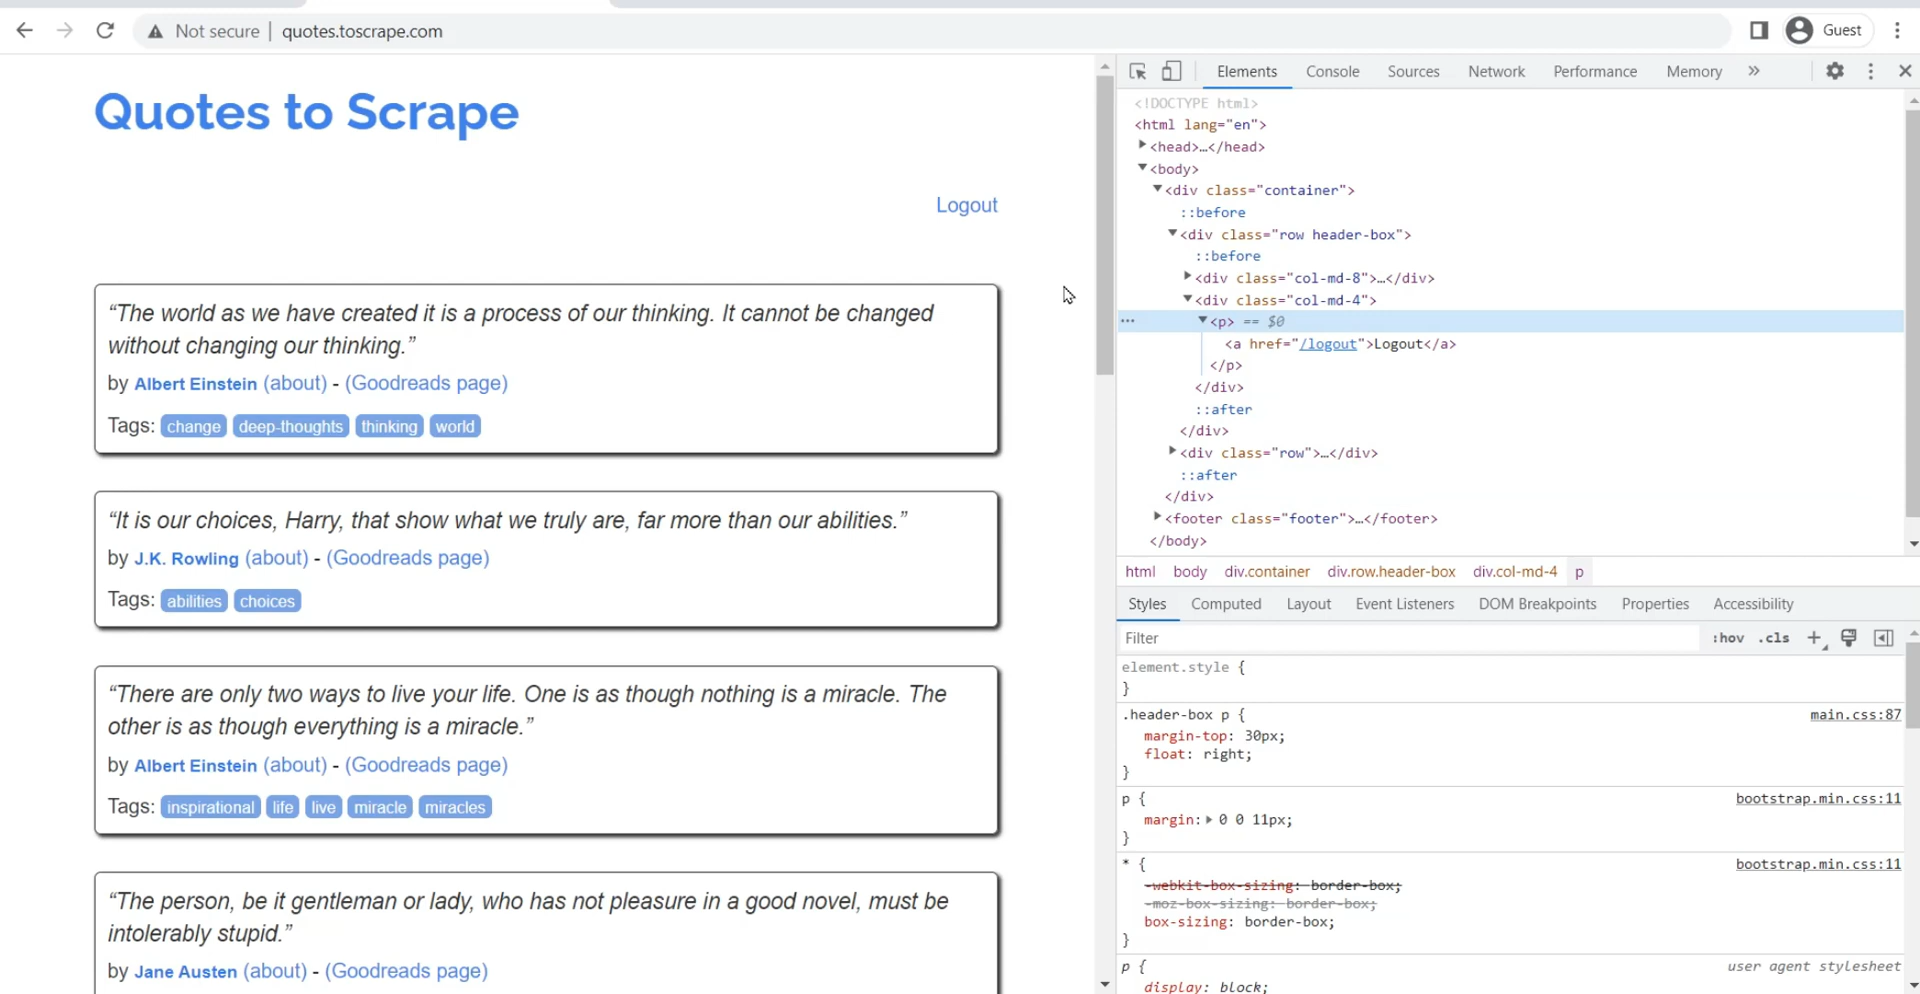 Not secure | quotes.toscrape.com
Guest
Quotes to Scrape
Logout
“The world as we have created it is a process of our thinking. It cannot be changed
without changing our thinking.”
by Albert Einstein (about) - (Goodreads page)
Tags: change deep-thoughts thinking world
“It is our choices, Harry, that show what we truly are, far more than our abilities.”
by J.K. Rowling (about) - (Goodreads page)
Tags: abilities choices
“There are only two ways to live your life. One is as though nothing is a miracle. The
other is as though everything is a miracle.”
by Albert Einstein (about) - (Goodreads page)
Tags: inspirational life live miracle miracles
“The person, be it gentleman or lady, who has not pleasure in a good novel, must be
intolerably stupid.”
by Jane Austen (about) - (Goodreads page)
Elements Console Sources Network Performance Memory »
<!DOCTYPE html>
<html lang="en">
<head>…</head>
<body>
<div class="container">
::before
<div class="row header-box">
::before
<div class="col-md-8">…</div>
<div class="col-md-4">
<p> == $0
<a href="/logout">Logout</a>
</p>
</div>
::after
</div>
<div class="row">…</div>
::after
</div>
<footer class="footer">…</footer>
</body>
html body div.container div.row.header-box div.col-md-4 p
Styles Computed Layout Event Listeners DOM Breakpoints Properties Accessibility
Filter :hov .cls +
element.style {
}
.header-box p { main.css:87
margin-top: 30px;
float: right;
}
p { bootstrap.min.css:11
margin: 0 0 11px;
}
* { bootstrap.min.css:11
-webkit-box-sizing: border-box;
-moz-box-sizing: border-box;
box-sizing: border-box;
}
p { user agent stylesheet
display: block;